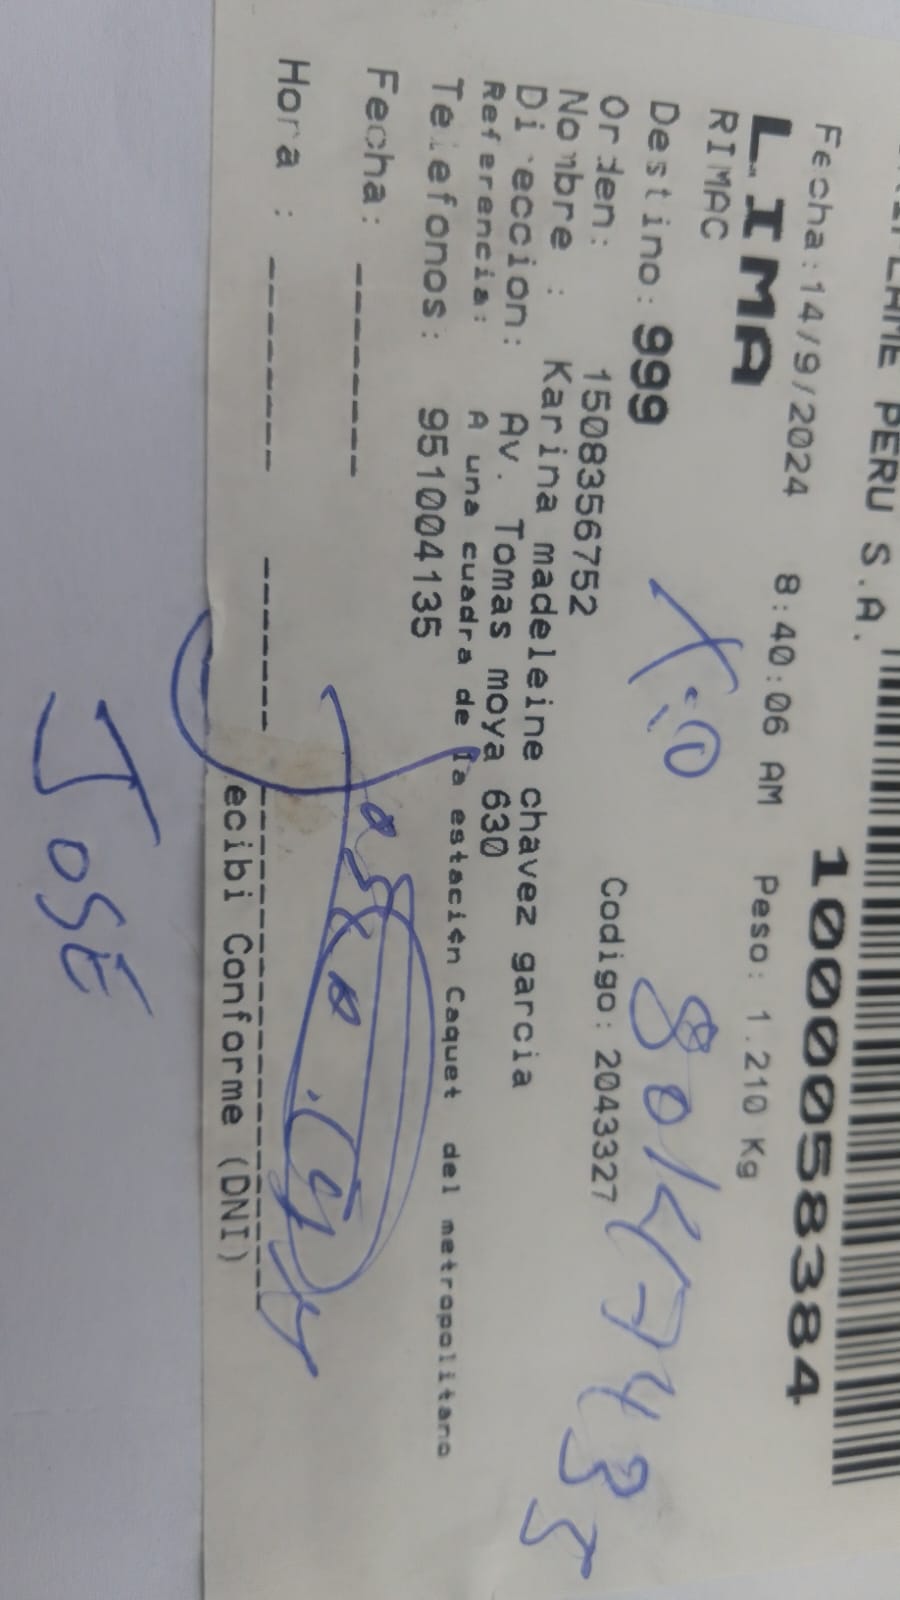 PERU S.A.
1000058384
Fecha:14/9/2024 8:40:06 AM Peso: 1.210 Kg
LIMA
RIMAC
Destino: 999
Orden: 1508356752 Codigo: 2043327
Nombre : Karina madeleine chavez garcia
Direccion: Av. Tomas moya 630
Referencia: A una cuadra de la estación Caquet del metropolitano
Telefonos: 951004135
Fecha: ------
Hora : ------ ------
ecibi Conforme (DNI)
JOSE